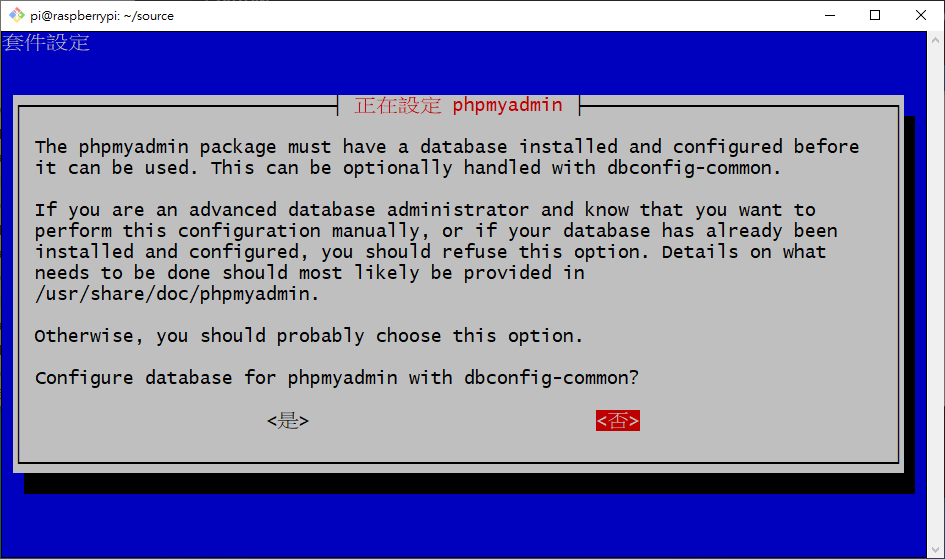 pi@raspberrypi: ~/source
套件設定
正在設定 phpmyadmin
The phpmyadmin package must have a database installed and configured before
it can be used. This can be optionally handled with dbconfig-common.
If you are an advanced database administrator and know that you want to
perform this configuration manually, or if your database has already been
installed and configured, you should refuse this option. Details on what
needs to be done should most likely be provided in
/usr/share/doc/phpmyadmin.
Otherwise, you should probably choose this option.
Configure database for phpmyadmin with dbconfig-common?
<是> <否>